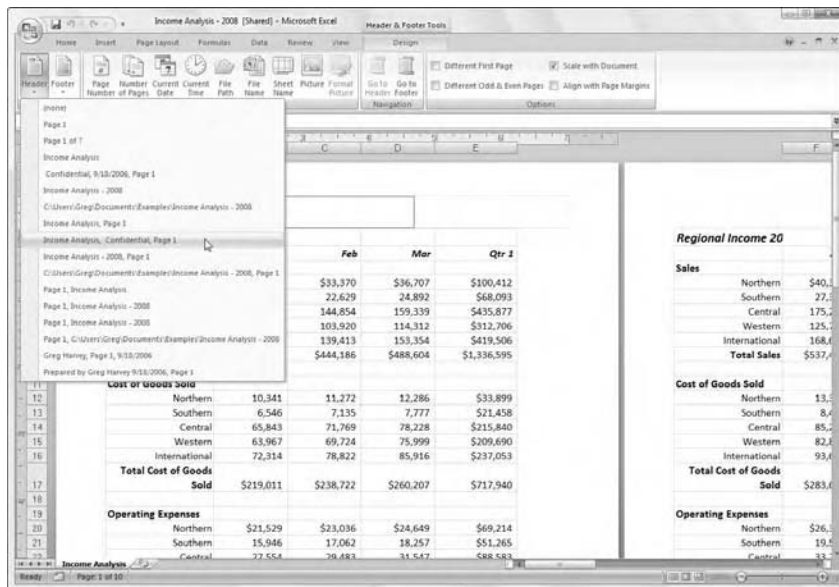 Income Analysis - 2008 [Shared] - Microsoft Excel
Header & Footer Tools
Home Insert Page Layout Formulas Data Review View Design
Header Footer
Page Number
Number of Pages
Current Date
Current Time
File Path
File Name
Sheet Name
Picture
Format Picture
Go to Header
Go to Footer
Navigation
Different First Page
Scale with Document
Different Odd & Even Pages
Align with Page Margins
Options
(none)
Page 1
Page 1 of ?
Income Analysis
Confidential, 9/18/2006, Page 1
Income Analysis - 2008
C:\Users\Greg\Documents\Examples\Income Analysis - 2008
Income Analysis, Page 1
Income Analysis, Confidential, Page 1
Income Analysis - 2008, Page 1
C:\Users\Greg\Documents\Examples\Income Analysis - 2008, Page 1
Page 1, Income Analysis
Page 1, Income Analysis - 2008
Page 1, Income Analysis - 2008
Page 1, C:\Users\Greg\Documents\Examples\Income Analysis - 2008
Greg Harvey, Page 1, 9/18/2006
Prepared by Greg Harvey 9/18/2006, Page 1
C D E F
Regional Income 20
Feb Mar Qtr 1
Sales
$33,370 $36,707 $100,412 Northern
22,629 24,892 $68,093 Southern
144,854 159,339 $435,877 Central
103,920 114,312 $312,706 Western
139,413 153,354 $419,506 International
$444,186 $488,604 $1,336,595 Total Sales
11 Cost of Goods Sold Cost of Goods Sold
12 Northern 10,341 11,272 12,286 $33,899 Northern
13 Southern 6,546 7,135 7,777 $21,458 Southern
14 Central 65,843 71,769 78,228 $215,840 Central
15 Western 63,967 69,724 75,999 $209,690 Western
16 International 72,314 78,822 85,916 $237,053 International
Total Cost of Goods Total Cost of Goods
17 Sold $219,011 $238,722 $260,207 $717,940 Sold
18
19 Operating Expenses Operating Expenses
20 Northern $21,529 $23,036 $24,649 $69,214 Northern
21 Southern 15,946 17,062 18,257 $51,265 Southern
22 Central 27,554 29,483 31,547 $88,583 Central
Income Analysis
Ready Page: 1 of 10